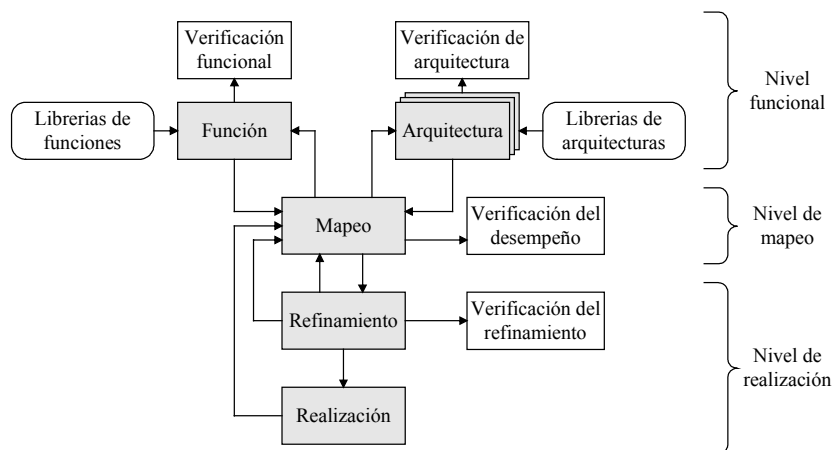 Verificación
funcional
Verificación de
arquitectura
Nivel
funcional
Librerias de
funciones
Función
Arquitectura
Librerias de
arquitecturas
Mapeo
Verificación del
desempeño
Nivel de
mapeo
Refinamiento
Verificación del
refinamiento
Nivel de
realización
Realización